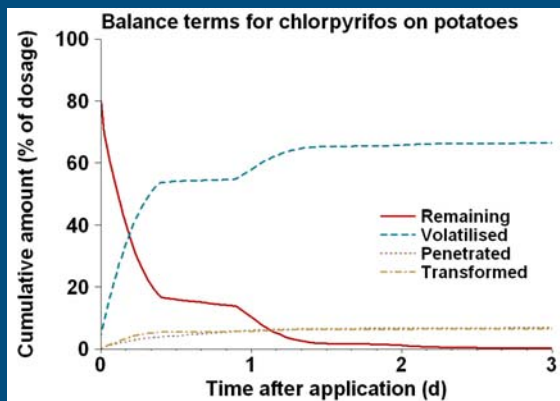 Balance terms for chlorpyrifos on potatoes
Cumulative amount (% of dosage)
100
80
60
40
20
0
Remaining
Volatilised
Penetrated
Transformed
0
1
2
3
Time after application (d)